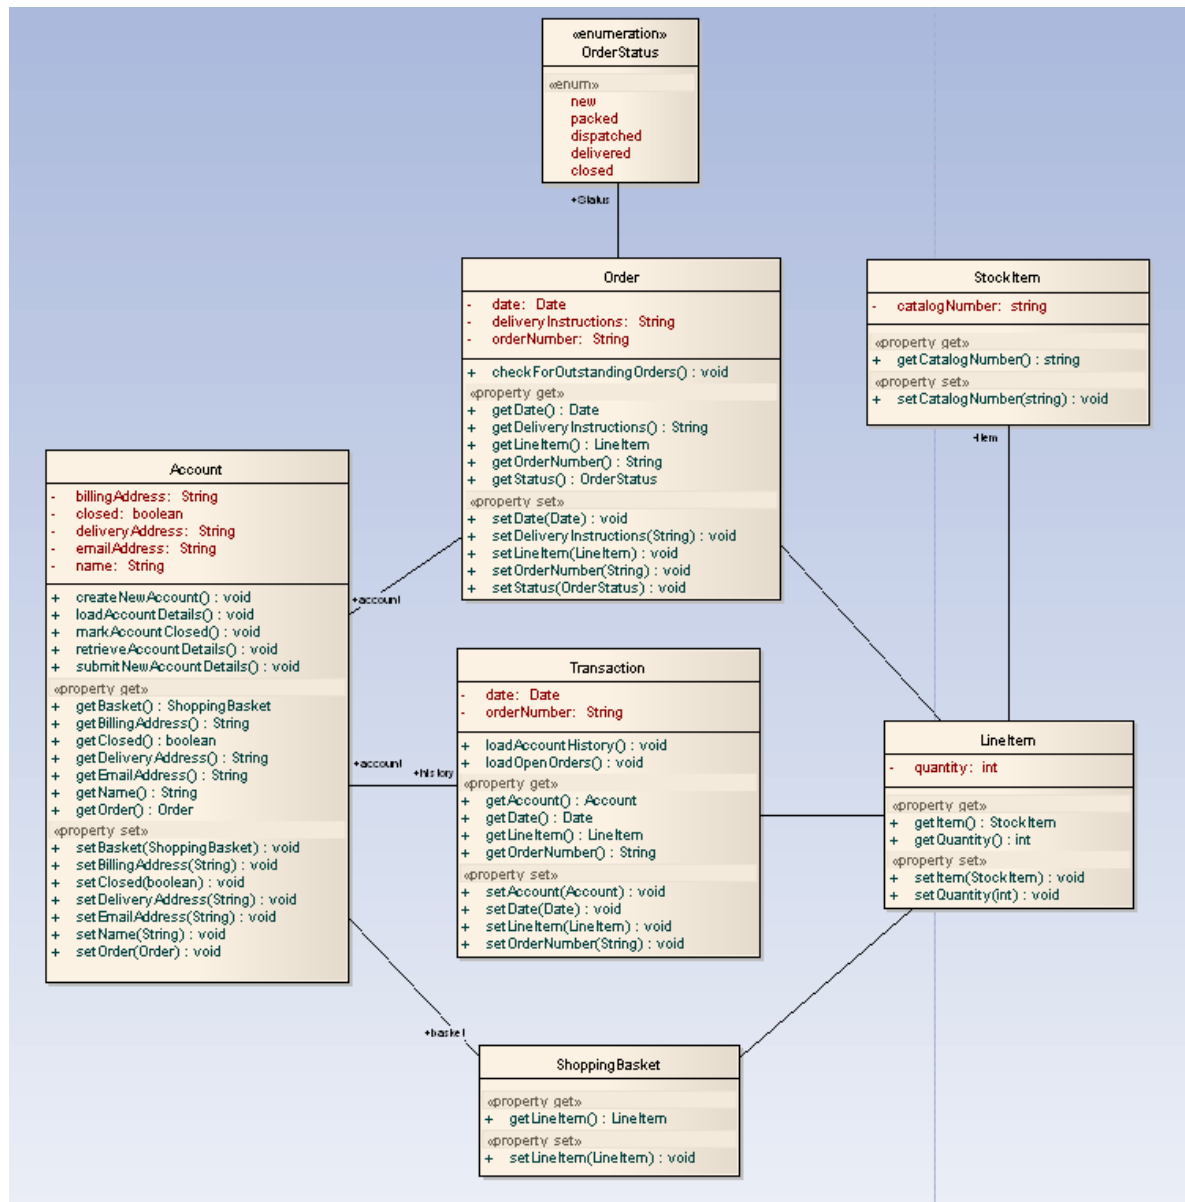 «enumeration»
OrderStatus
«enum»
new
packed
dispatched
delivered
closed
+Status
Order
- date: Date
- deliveryInstructions: String
- orderNumber: String
+ checkForOutstandingOrders() : void
«property get»
+ getDate() : Date
+ getDeliveryInstructions() : String
+ getLineItem() : LineItem
+ getOrderNumber() : String
+ getStatus() : OrderStatus
«property set»
+ setDate(Date) : void
+ setDeliveryInstructions(String) : void
+ setLineItem(LineItem) : void
+ setOrderNumber(String) : void
+ setStatus(OrderStatus) : void
StockItem
- catalogNumber: string
«property get»
+ getCatalogNumber() : string
«property set»
+ setCatalogNumber(string) : void
+Item
Account
- billingAddress: String
- closed: boolean
- deliveryAddress: String
- emailAddress: String
- name: String
+ createNewAccount() : void
+ loadAccountDetails() : void
+ markAccountClosed() : void
+ retrieveAccountDetails() : void
+ submitNewAccountDetails() : void
«property get»
+ getBasket() : ShoppingBasket
+ getBillingAddress() : String
+ getClosed() : boolean
+ getDeliveryAddress() : String
+ getEmailAddress() : String
+ getName() : String
+ getOrder() : Order
«property set»
+ setBasket(ShoppingBasket) : void
+ setBillingAddress(String) : void
+ setClosed(boolean) : void
+ setDeliveryAddress(String) : void
+ setEmailAddress(String) : void
+ setName(String) : void
+ setOrder(Order) : void
+account
+account
+history
+basket
Transaction
- date: Date
- orderNumber: String
+ loadAccountHistory() : void
+ loadOpenOrders() : void
«property get»
+ getAccount() : Account
+ getDate() : Date
+ getLineItem() : LineItem
+ getOrderNumber() : String
«property set»
+ setAccount(Account) : void
+ setDate(Date) : void
+ setLineItem(LineItem) : void
+ setOrderNumber(String) : void
LineItem
- quantity: int
«property get»
+ getItem() : StockItem
+ getQuantity() : int
«property set»
+ setItem(StockItem) : void
+ setQuantity(int) : void
ShoppingBasket
«property get»
+ getLineItem() : LineItem
«property set»
+ setLineItem(LineItem) : void